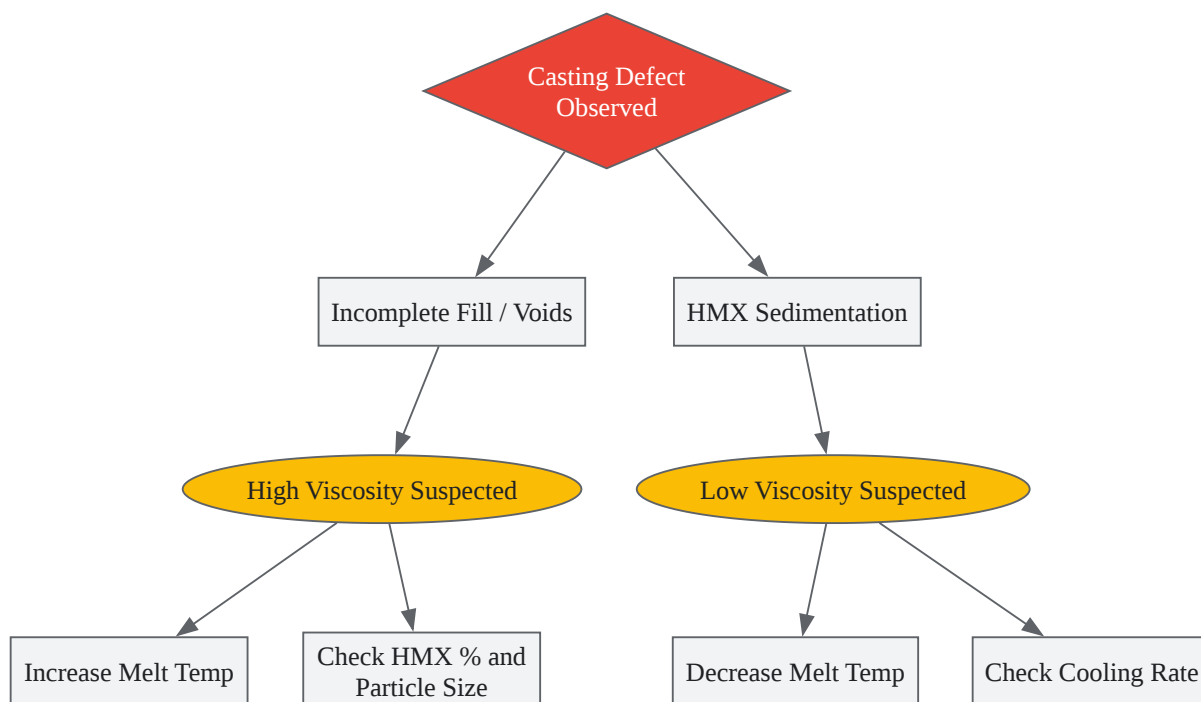 Casting Defect
Observed
Incomplete Fill / Voids
HMX Sedimentation
High Viscosity Suspected
Low Viscosity Suspected
Increase Melt Temp
Check HMX % and
Particle Size
Decrease Melt Temp
Check Cooling Rate